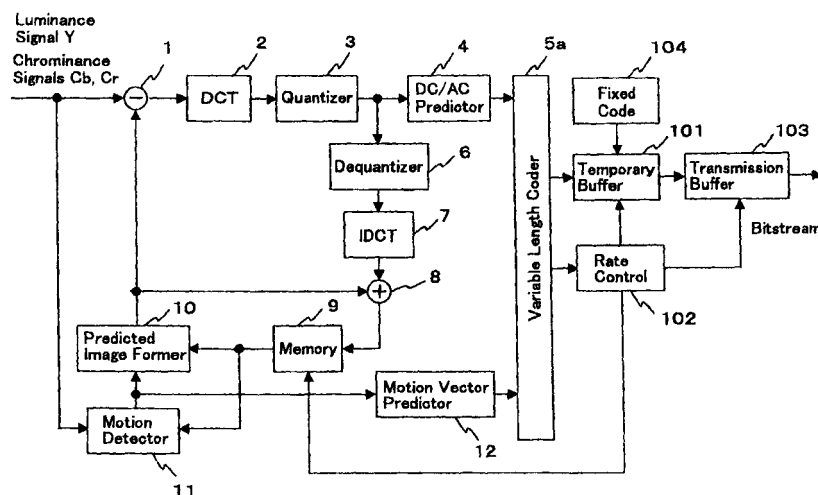 Luminance
Signal Y
Chrominance
Signals Cb, Cr
1
2
3
4
5a
104
DCT
Quantizer
DC/AC
Predictor
Fixed
Code
101
103
Dequantizer
6
Variable Length Coder
Temporary
Buffer
Transmission
Buffer
IDCT
7
Bitstream
Rate
Control
8
102
10
9
Predicted
Image Former
Memory
Motion Vector
Predictor
12
Motion
Detector
11